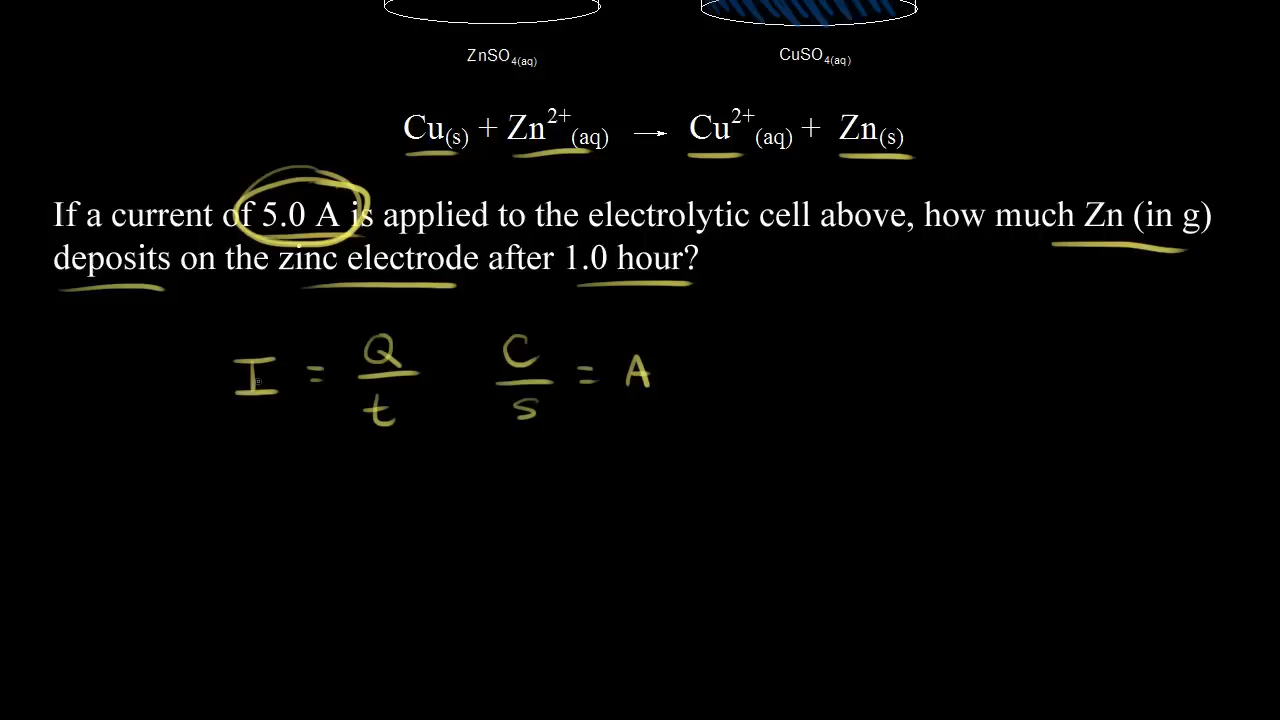 ZnSO₄(aq) CuSO₄(aq)
Cu(s) + Zn²⁺(aq) → Cu²⁺(aq) + Zn(s)
If a current of 5.0 A is applied to the electrolytic cell above, how much Zn (in g)
deposits on the zinc electrode after 1.0 hour?
I = Q/t C/s = A